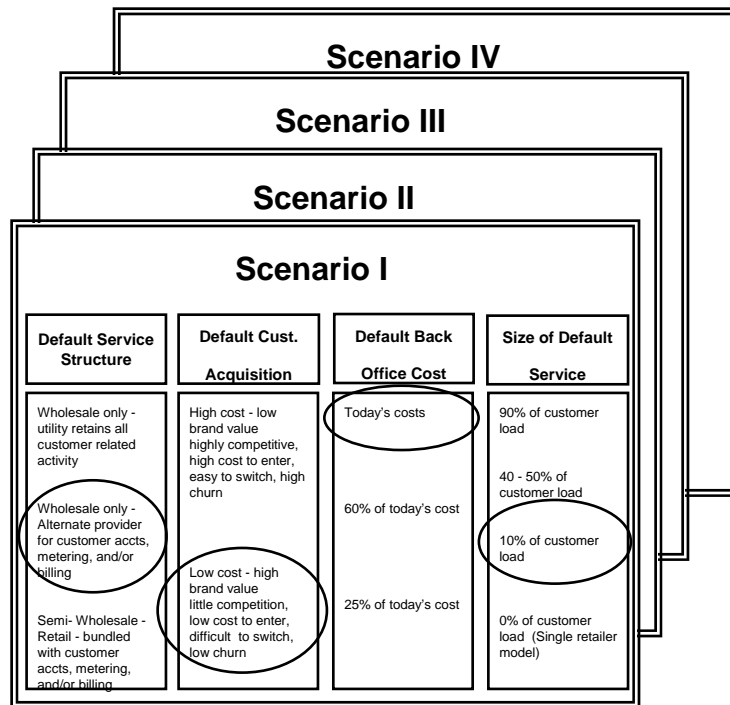 Scenario IV
Scenario III
Scenario II
Scenario I
Default Service
Structure
Wholesale only -
utility retains all
customer related
activity
Wholesale only -
Alternate provider
for customer accts,
metering, and/or
billing
Semi- Wholesale -
Retail - bundled
with customer
accts, metering,
and/or billing
Default Cust.
Acquisition
High cost - low
brand value
highly competitive,
high cost to enter,
easy to switch, high
churn
Low cost - high
brand value
little competition,
low cost to enter,
difficult to switch,
low churn
Default Back
Office Cost
Today's costs
60% of today's cost
25% of today's cost
Size of Default
Service
90% of customer
load
40 - 50% of
customer load
10% of customer
load
0% of customer
load (Single retailer
model)